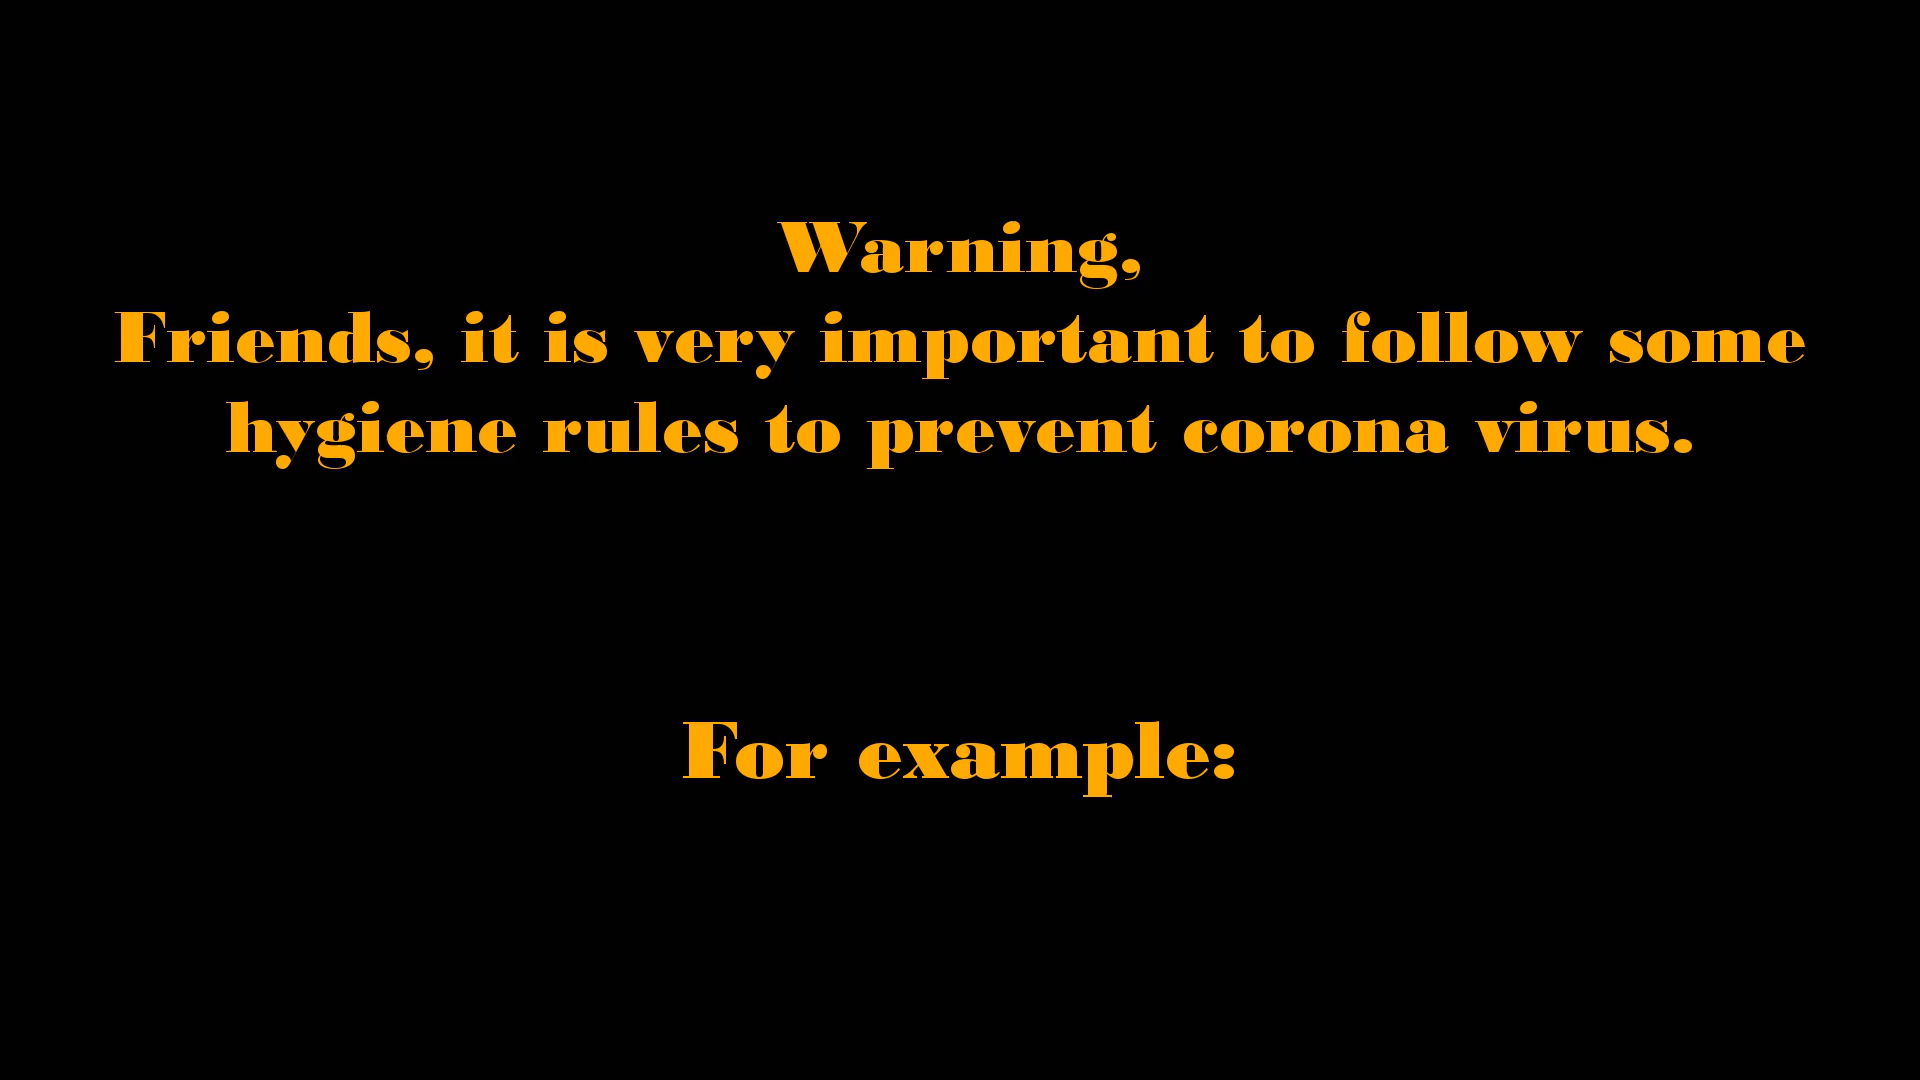 Warning,
Friends, it is very important to follow some
hygiene rules to prevent corona virus.
For example: